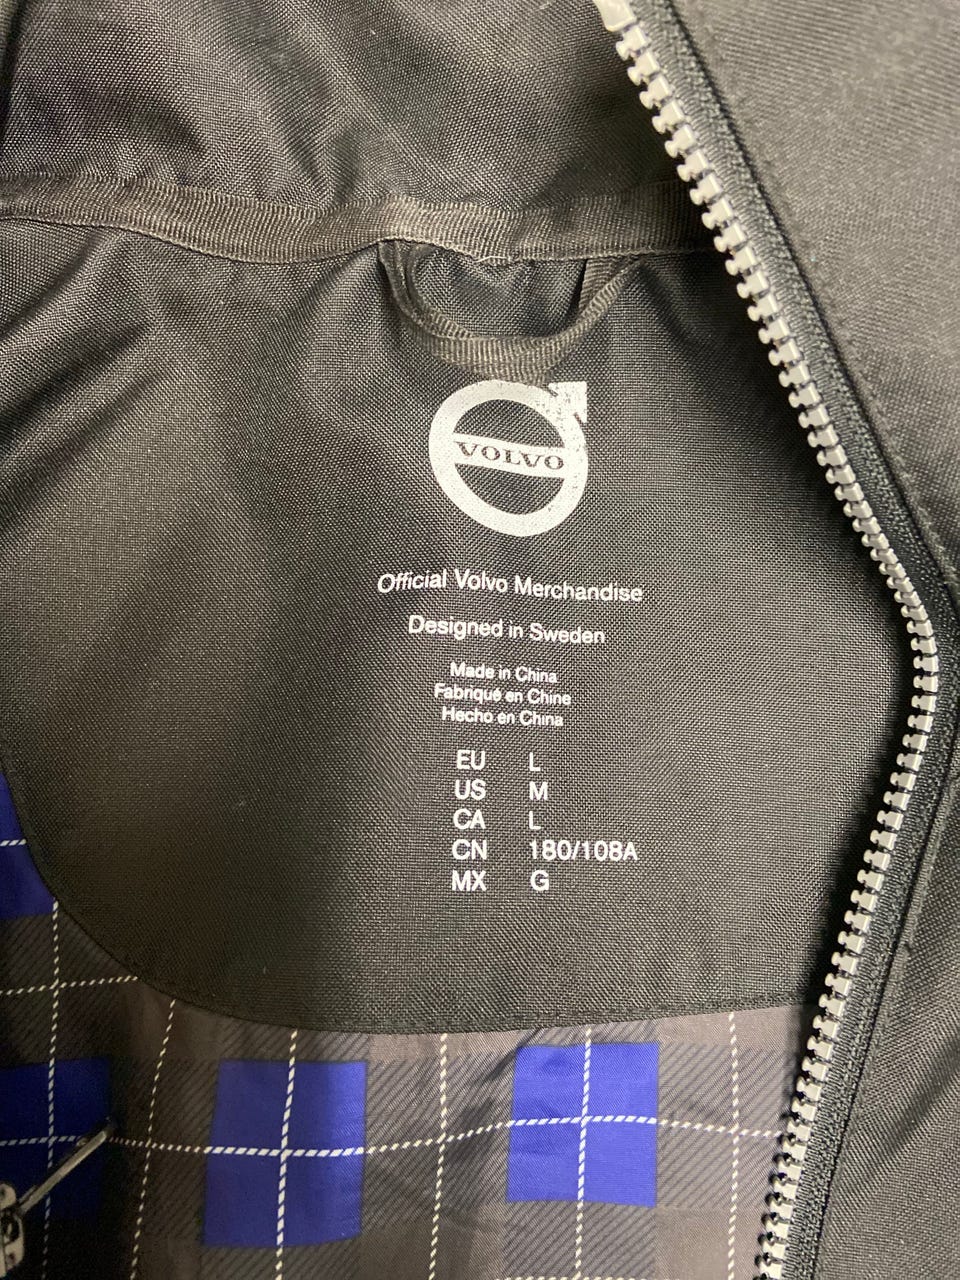 VOLVO
Official Volvo Merchandise
Designed in Sweden
Made in China
Fabriqué en Chine
Hecho en China
EU L
US M
CA L
CN 180/108A
MX G